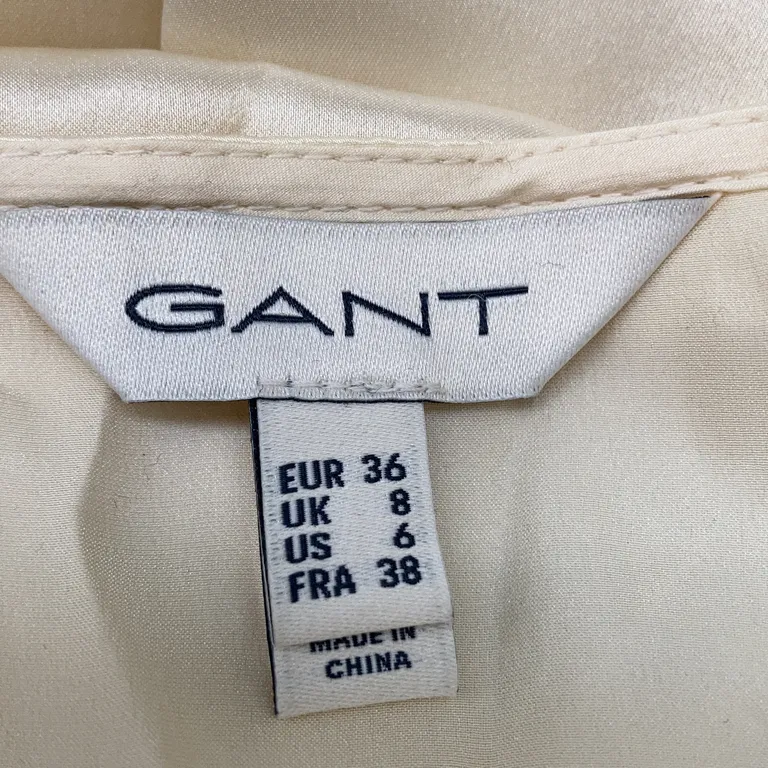 GANT
EUR 36
UK 8
US 6
FRA 38
MADE IN
CHINA